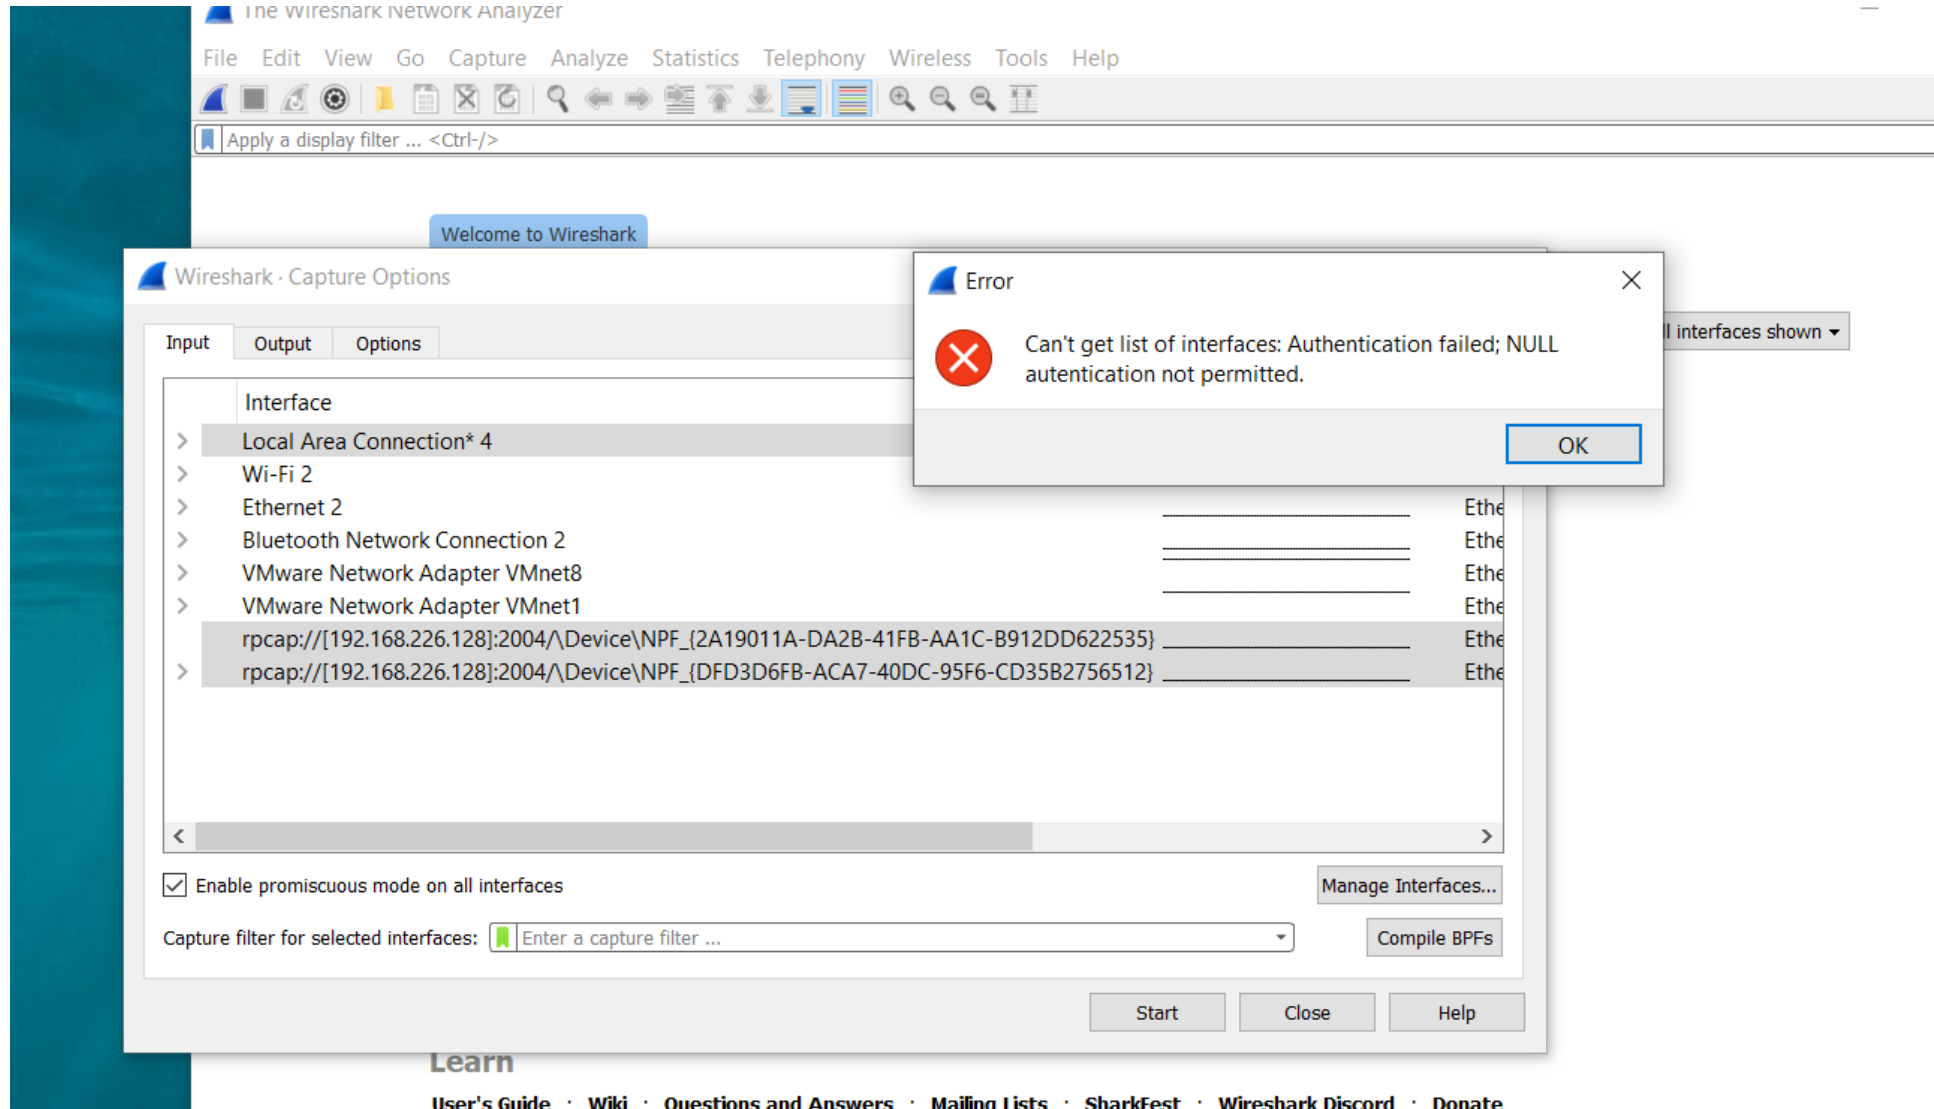 The Wireshark Network Analyzer
File Edit View Go Capture Analyze Statistics Telephony Wireless Tools Help
Apply a display filter ... <Ctrl-/>
Welcome to Wireshark
Wireshark · Capture Options
Error
Can't get list of interfaces: Authentication failed; NULL
autentication not permitted.
OK
ll interfaces shown
Input Output Options
Interface
Local Area Connection* 4
Wi-Fi 2
Ethernet 2 Ethe
Bluetooth Network Connection 2 Ethe
VMware Network Adapter VMnet8 Ethe
VMware Network Adapter VMnet1 Ethe
rpcap://[192.168.226.128]:2004/\Device\NPF_{2A19011A-DA2B-41FB-AA1C-B912DD622535} Ethe
rpcap://[192.168.226.128]:2004/\Device\NPF_{DFD3D6FB-ACA7-40DC-95F6-CD35B2756512} Ethe
Enable promiscuous mode on all interfaces
Manage Interfaces...
Capture filter for selected interfaces: Enter a capture filter ...
Compile BPFs
Start Close Help
Learn
User's Guide · Wiki · Questions and Answers · Mailing Lists · SharkFest · Wireshark Discord · Donate